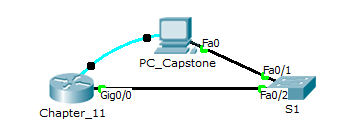 Fa0
PC_Capstone
Fa0/1
Gig0/0
Fa0/2
Chapter_11
S1